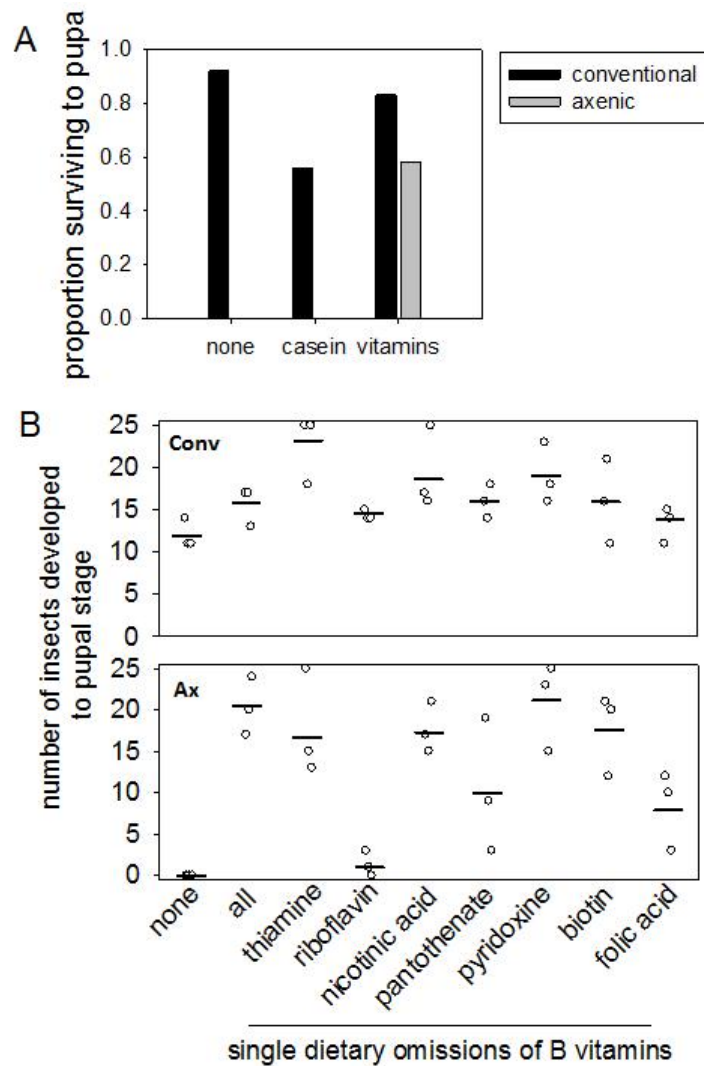 A
proportion surviving to pupa
1.0
0.8
0.6
0.4
0.2
0.0
none casein vitamins
conventional
axenic
B
number of insects developed
to pupal stage
Conv
25
20
15
10
5
0
Ax
25
20
15
10
5
0
none
all
thiamine
riboflavin
nicotinic acid
pantothenate
pyridoxine
biotin
folic acid
single dietary omissions of B vitamins